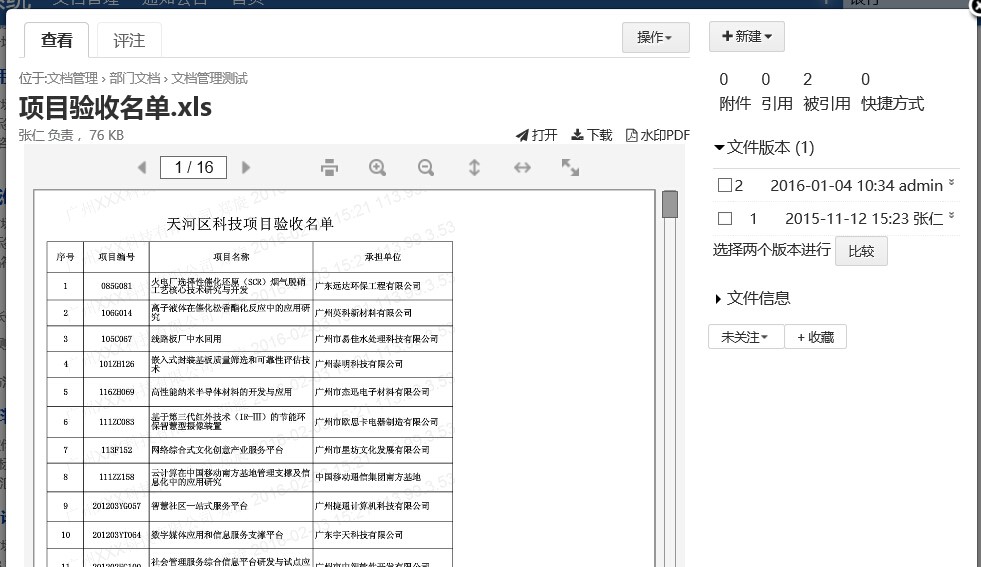 文档管理 通知公告 首页
查看 评注 操作
+新建
位于:文档管理 › 部门文档 › 文档管理测试
项目验收名单.xls
张仁 负责 ,76 KB
打开 下载 水印PDF
0 0 2 0
附件 引用 被引用 快捷方式
文件版本 (1)
2 2016-01-04 10:34 admin
1 2015-11-12 15:23 张仁
选择两个版本进行 比较
文件信息
未关注 + 收藏
1 / 16
天河区科技项目验收名单
序号 项目编号 项目名称 承担单位
1 085G081 火电厂选择性催化还原(SCR)烟气脱硝工艺核心技术研究与开发 广东远达环保工程有限公司
2 106G014 离子液体在催化松香酯化反应中的应用研究 广州英科新材料有限公司
3 105C067 线路板厂中水回用 广州市易佳水处理科技有限公司
4 101ZH126 嵌入式封装基板质量筛选和可靠性评估技术 广州泰明科技有限公司
5 116ZH069 高性能纳米半导体材料的开发与应用 广州市杰迅电子材料有限公司
6 111ZC083 基于第三代红外技术(IR-III)的节能环保智慧型摄像装置 广州市欧思卡电器制造有限公司
7 113F152 网络综合式文化创意产业服务平台 广州市星坊文化发展有限公司
8 111ZZ158 云计算在中国移动南方基地管理支撑及信息化中的应用研究 中国移动通信集团南方基地
9 201203YG057 智慧社区一站式服务平台 广州捷通计算机科技有限公司
10 201203YT064 数字媒体应用和信息服务支撑平台 广东宇天科技有限公司
11 社会管理服务综合信息平台研发与试点应